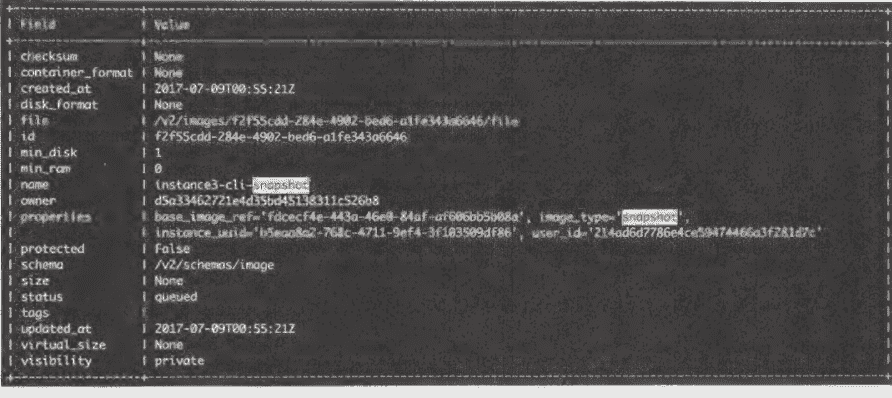 | Field | Value |
| checksum | None
| container_format | None
| created_at | 2017-07-09T00:55:21Z
| disk_format | None
| file | /v2/images/f2f55cdd-284e-4902-bed6-a1fe343a6646/file
| id | f2f55cdd-284e-4902-bed6-a1fe343a6646
| min_disk | 1
| min_ram | 0
| name | instance3-cli-snapshot
| owner | d5a33462721e4d35bd45138311c526b8
| properties | base_image_ref='fdcecf4e-443a-46e0-84af-af606bb5b08a', image_type='snapshot',
| | instance_uuid='b5eaa8a2-768c-4711-9ef4-3f103509df86', user_id='214ad6d7786e4ce59474466a3f281d7c'
| protected | False
| schema | /v2/schemas/image
| size | None
| status | queued
| tags |
| updated_at | 2017-07-09T00:55:21Z
| virtual_size | None
| visibility | private